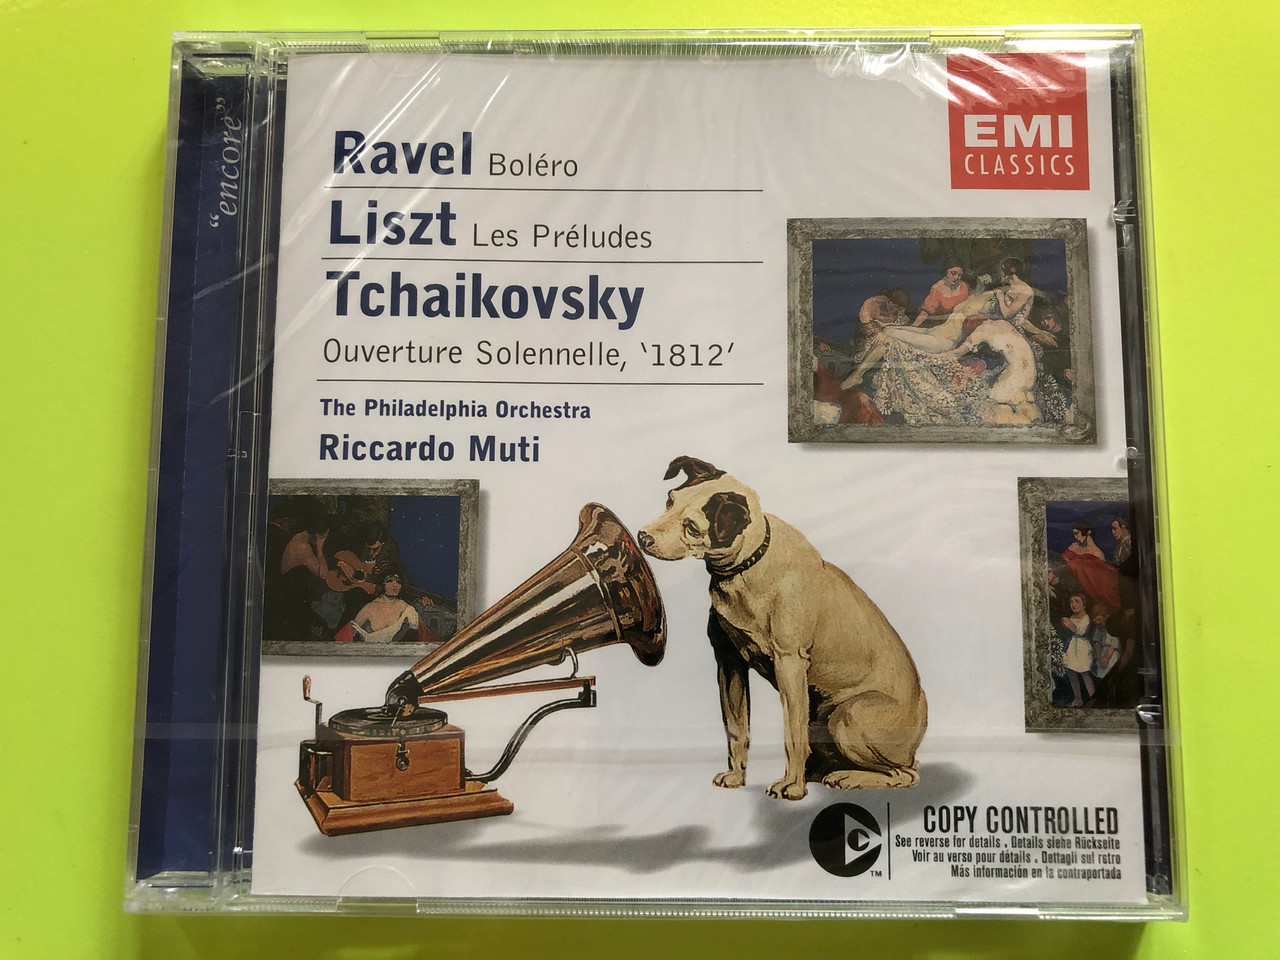 “encore”
EMI
CLASSICS
Ravel Boléro
Liszt Les Préludes
Tchaikovsky
Ouverture Solennelle, ‘1812’
The Philadelphia Orchestra
Riccardo Muti
COPY CONTROLLED
See reverse for details . Details siehe Rückseite
Voir au verso pour détails . Dettagli sul retro
Más información en la contraportada
C
TM